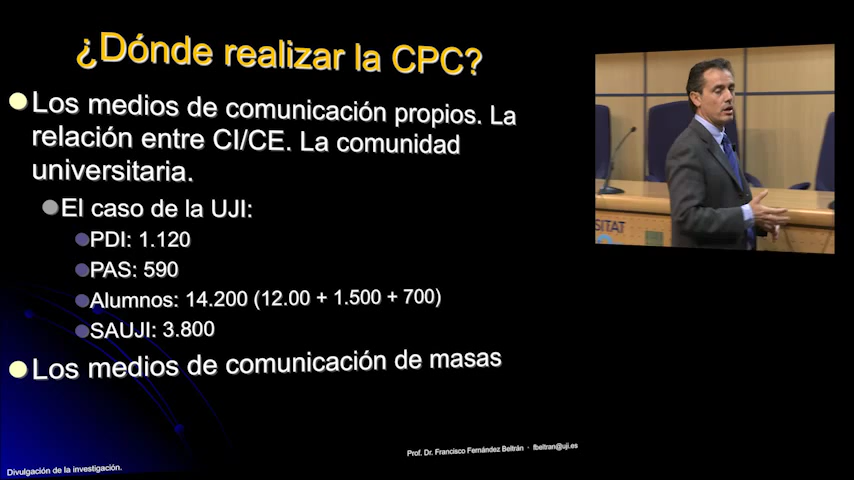 ¿Dónde realizar la CPC?
Los medios de comunicación propios. La
relación entre CI/CE. La comunidad
universitaria.
El caso de la UJI:
PDI: 1.120
PAS: 590
Alumnos: 14.200 (12.00 + 1.500 + 700)
SAUJI: 3.800
Los medios de comunicación de masas
SITAT
Prof. Dr. Francisco Fernández Beltrán · fbeltran@uji.es
Divulgación de la investigación.